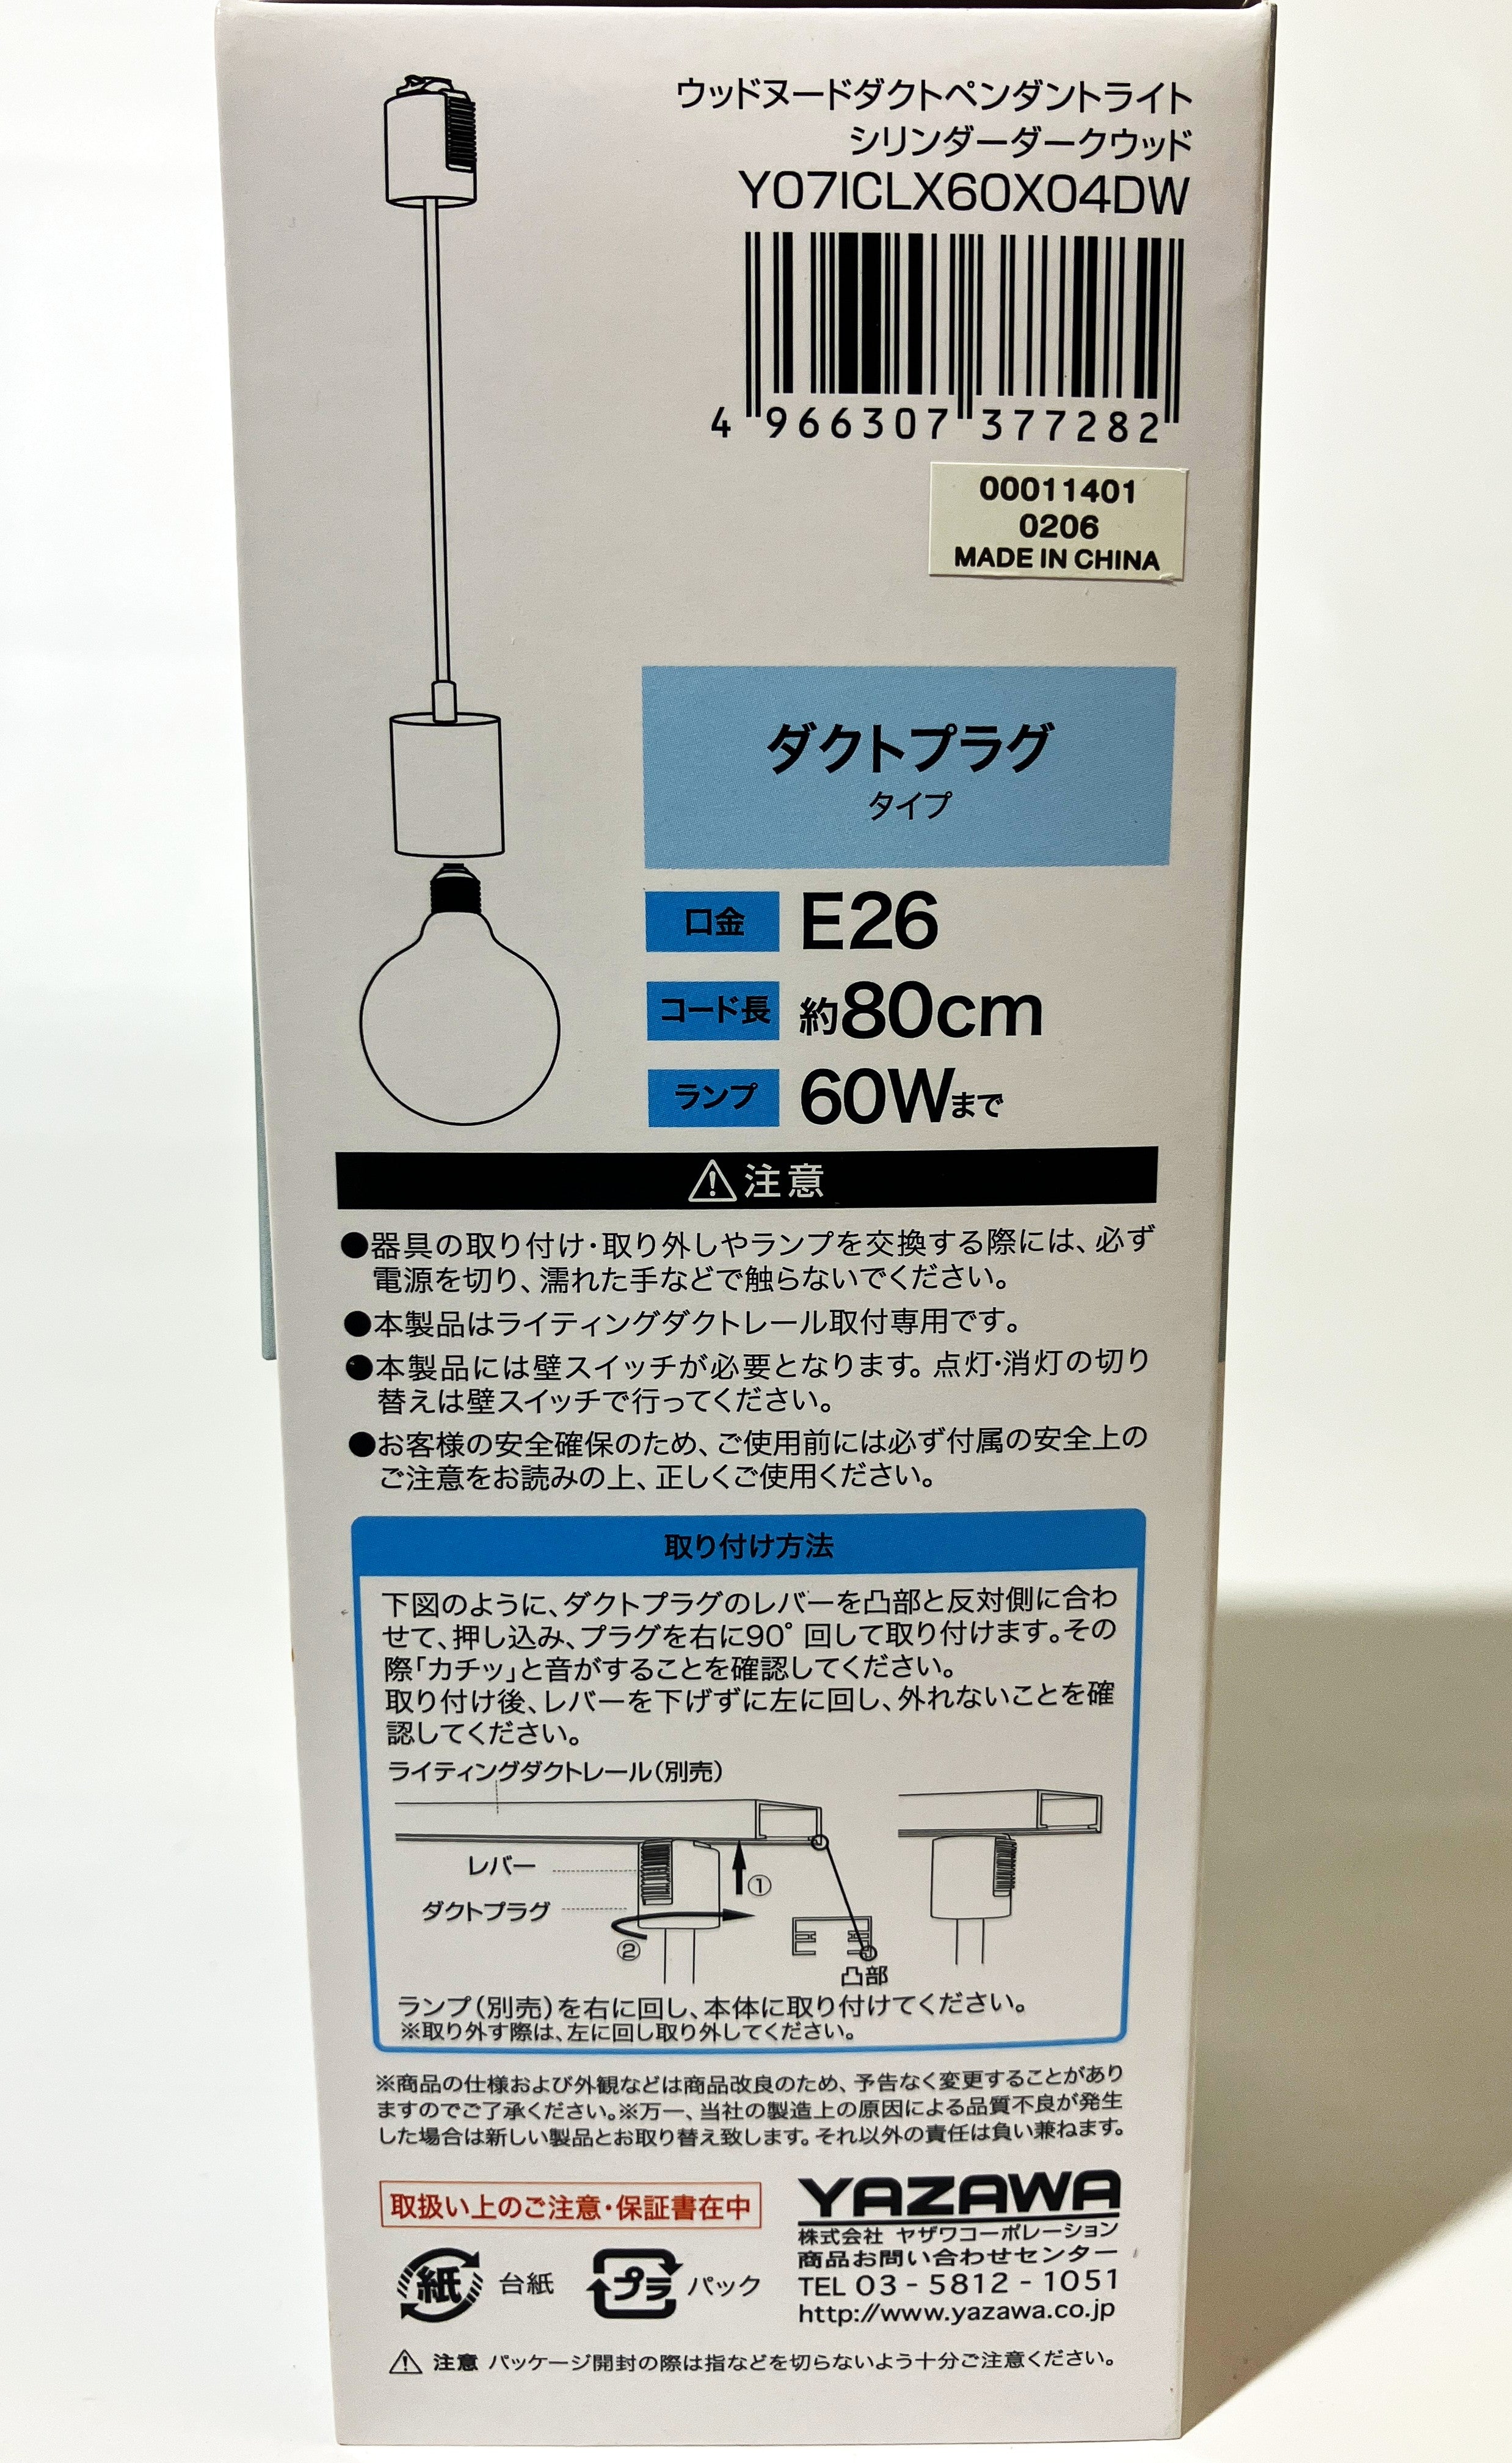 ウッドヌードダクトペンダントライト
シリンダーダークウッド
Y07ICLX60X04DW
4 966307 377282
00011401
0206
MADE IN CHINA
ダクトプラグ
タイプ
口金 E26
コード長 約80cm
ランプ 60Wまで
⚠注意
●器具の取り付け・取り外しやランプを交換する際には、必ず
電源を切り、濡れた手などで触らないでください。
●本製品はライティングダクトレール取付専用です。
●本製品には壁スイッチが必要となります。点灯・消灯の切り
替えは壁スイッチで行ってください。
●お客様の安全確保のため、ご使用前には必ず付属の安全上の
ご注意をお読みの上、正しくご使用ください。
取り付け方法
下図のように、ダクトプラグのレバーを凸部と反対側に合わ
せて、押し込み、プラグを右に90°回して取り付けます。その
際「カチッ」と音がすることを確認してください。
取り付け後、レバーを下げずに左に回し、外れないことを確
認してください。
ライティングダクトレール（別売）
レバー
①
ダクトプラグ
②
凸部
ランプ（別売）を右に回し、本体に取り付けてください。
※取り外す際は、左に回し取り外してください。
※商品の仕様および外観などは商品改良のため、予告なく変更することがあり
ますのでご了承ください。※万一、当社の製造上の原因による品質不良が発生
した場合は新しい製品とお取り替え致します。それ以外の責任は負い兼ねます。
取扱い上のご注意・保証書在中
紙 台紙 プラ パック
YAZAWA
株式会社 ヤザワコーポレーション
商品お問い合わせセンター
TEL 03-5812-1051
http://www.yazawa.co.jp
⚠ 注意 パッケージ開封の際は指などを切らないよう十分ご注意ください。